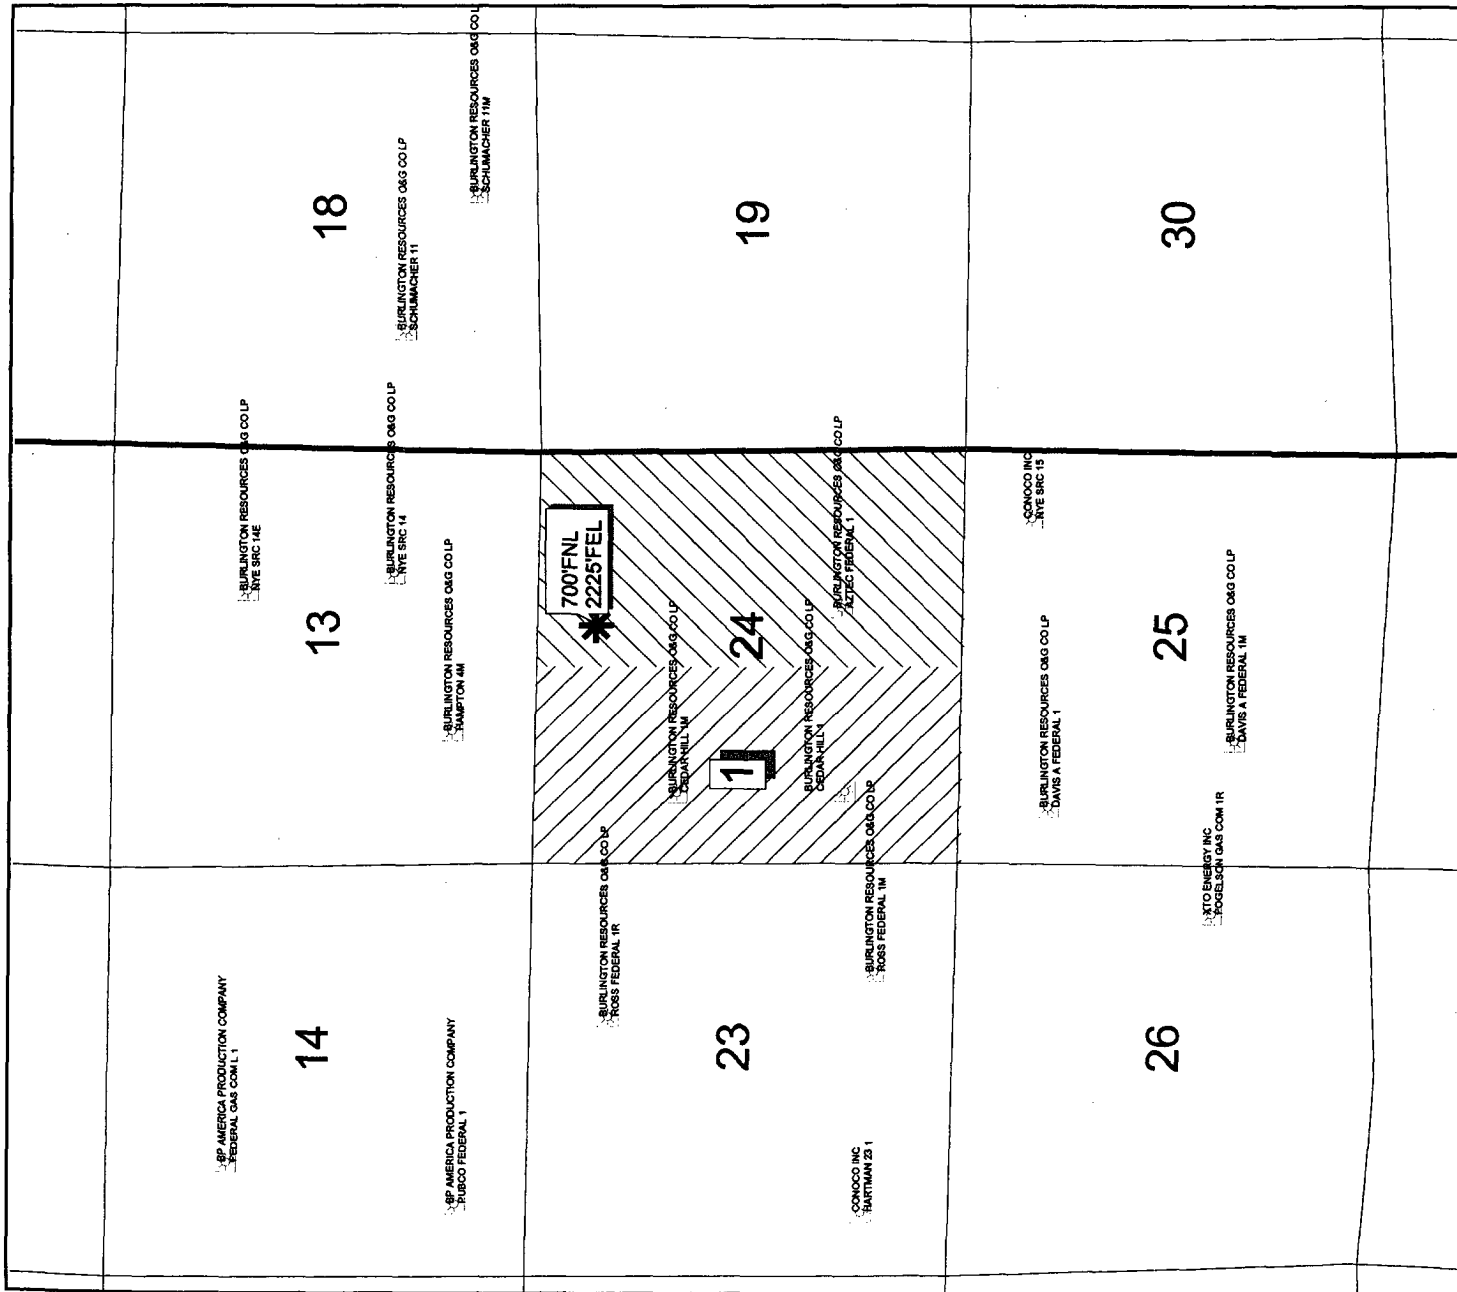 18
BURLINGTON RESOURCES O&G CO LP
SCHUMACHER 11M
BURLINGTON RESOURCES O&G CO LP
SCHUMACHER 11
19
30
BURLINGTON RESOURCES O&G CO LP
NYE SRC 14E
BURLINGTON RESOURCES O&G CO LP
NYE SRC 14
BURLINGTON RESOURCES O&G CO LP
HAMPTON 4M
13
700'FNL
2225'FEL
BURLINGTON RESOURCES O&G CO LP
CEDAR HILL 1M
24
1
BURLINGTON RESOURCES O&G CO LP
CEDAR HILL 1
BURLINGTON RESOURCES O&G CO LP
AZTEC FEDERAL 1
CONOCO INC
NYE SRC 15
BURLINGTON RESOURCES O&G CO LP
DAVIS A FEDERAL 1
25
BURLINGTON RESOURCES O&G CO LP
DAVIS A FEDERAL 1M
BP AMERICA PRODUCTION COMPANY
FEDERAL GAS COM L 1
14
BP AMERICA PRODUCTION COMPANY
PUBCO FEDERAL 1
BURLINGTON RESOURCES O&G CO LP
ROSS FEDERAL 1R
23
BURLINGTON RESOURCES O&G CO LP
ROSS FEDERAL 1M
CONOCO INC
HARTMAN 23 1
XTO ENERGY INC
FOGELSON GAS COM 1R
26